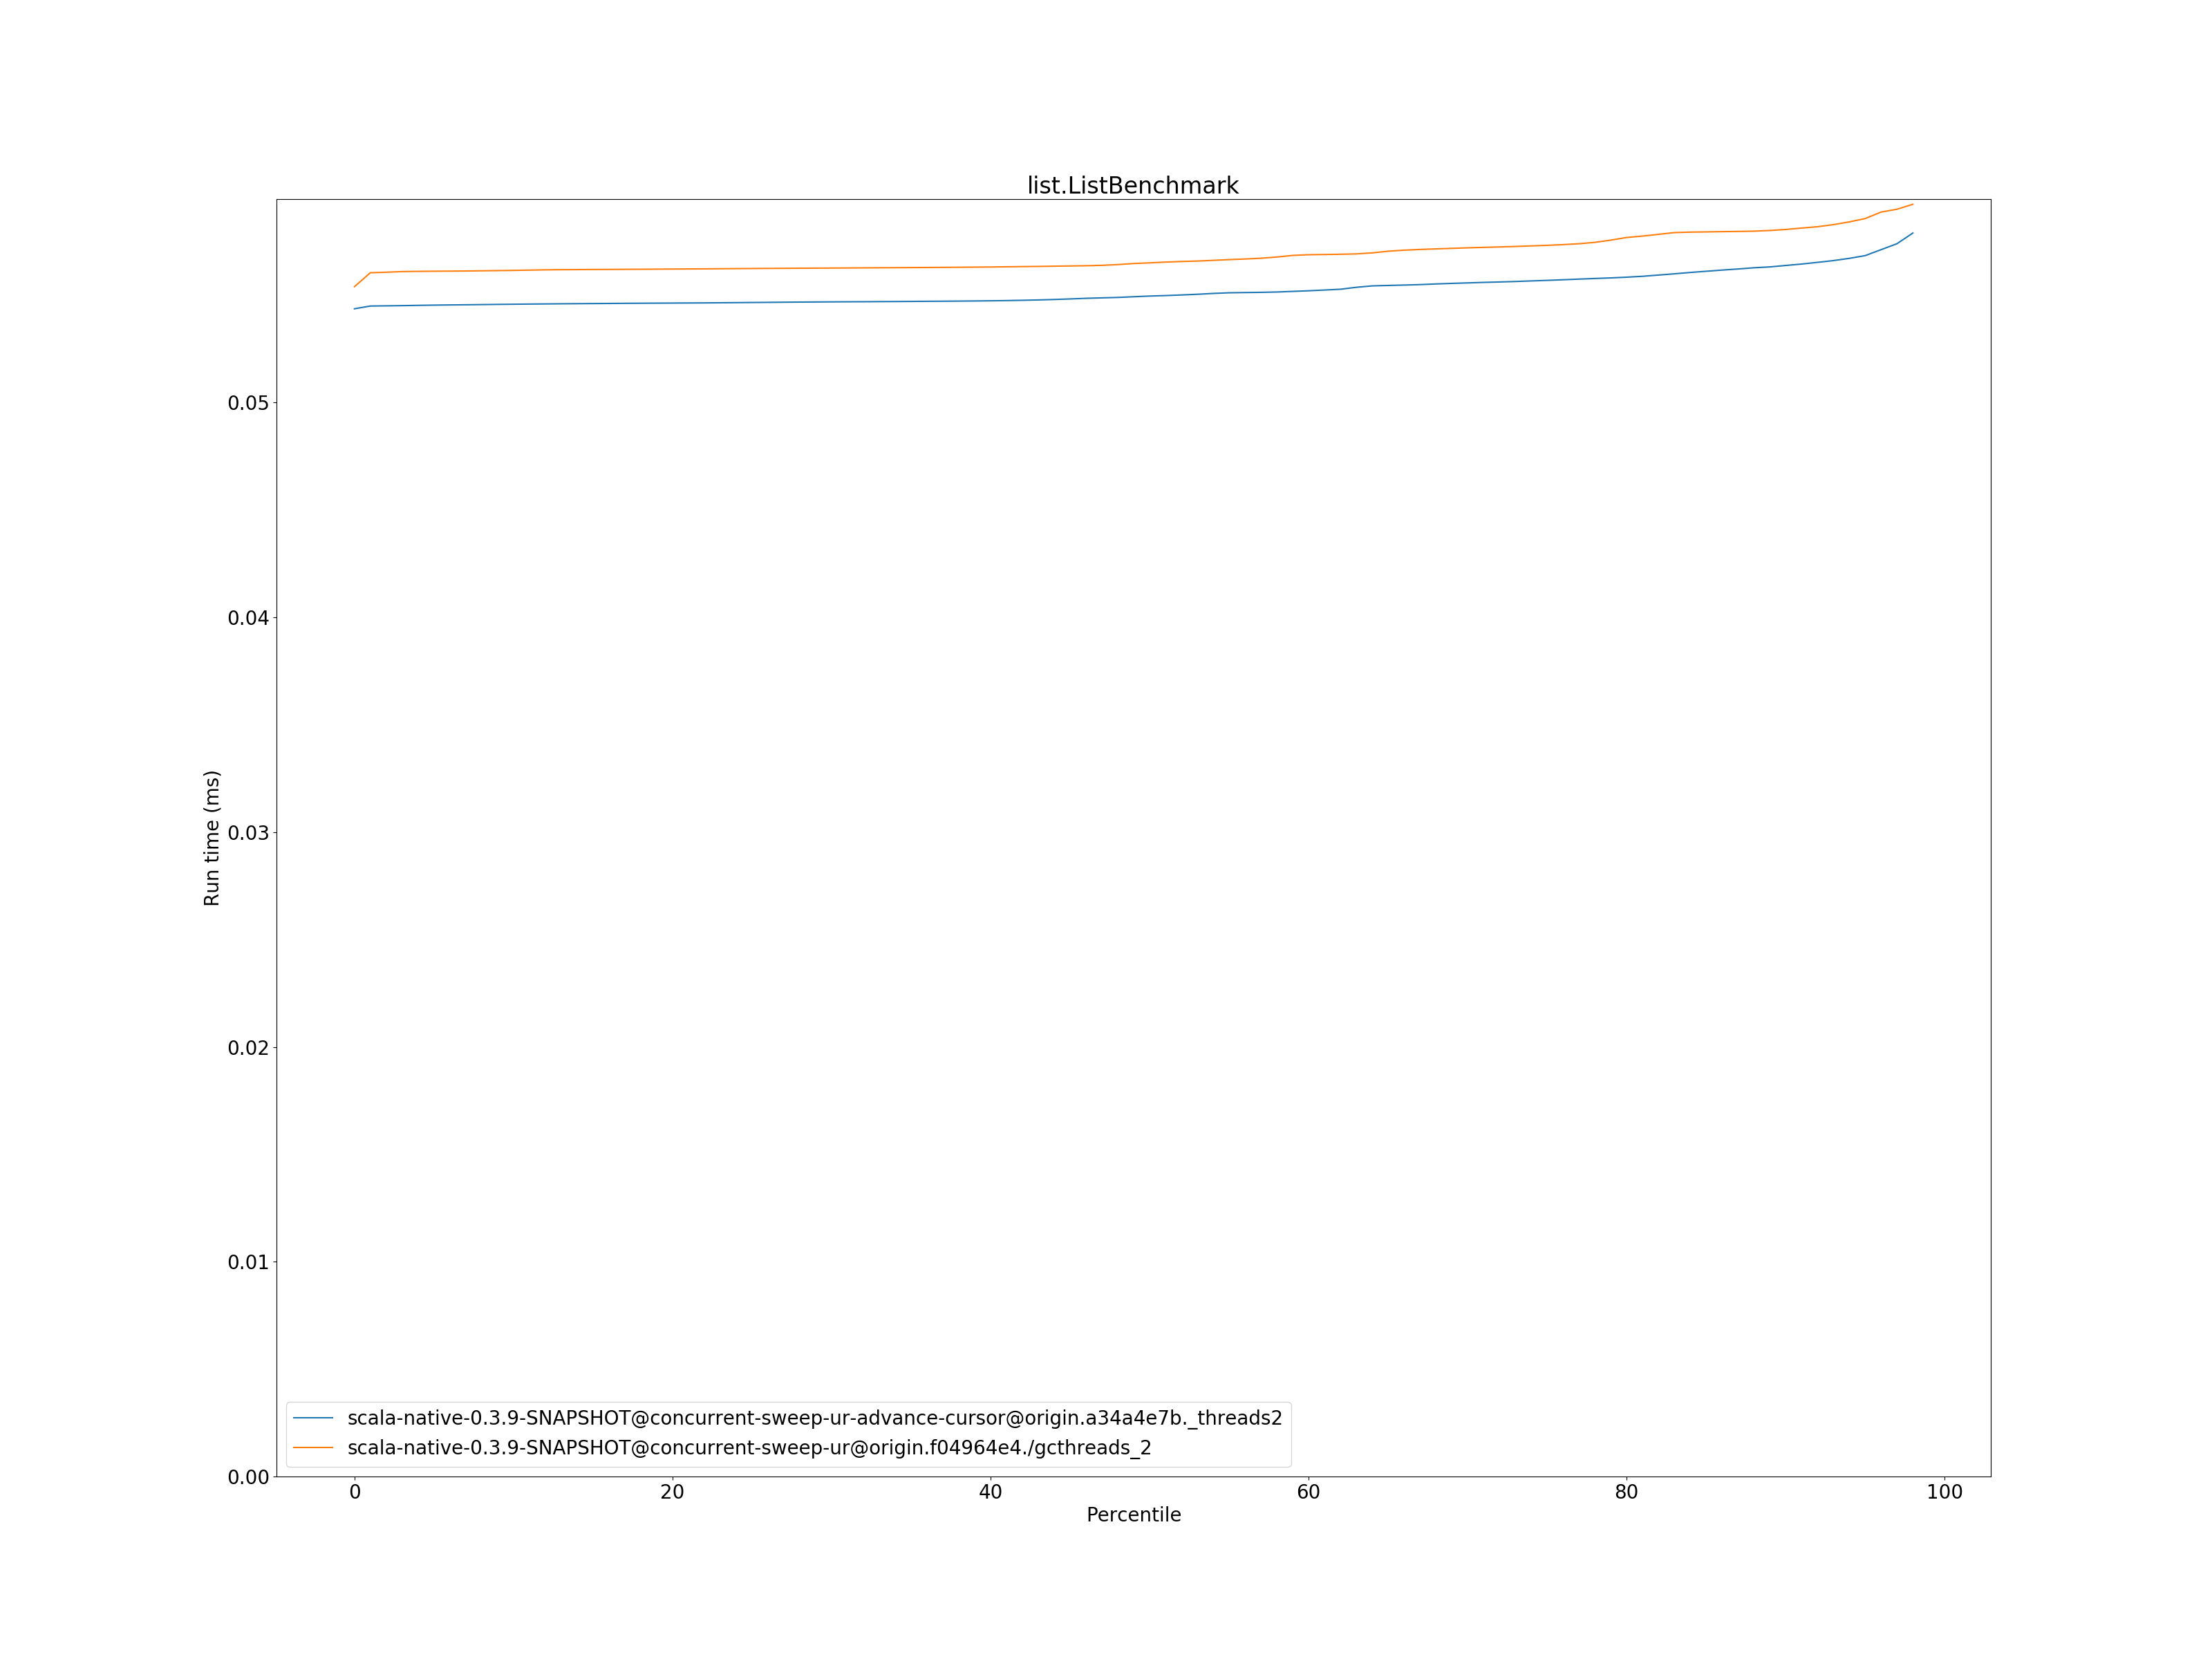 list.ListBenchmark
Run time (ms)
0.05
0.04
0.03
0.02
0.01
0.00
0 20 40 60 80 100
Percentile
scala-native-0.3.9-SNAPSHOT@concurrent-sweep-ur-advance-cursor@origin.a34a4e7b._threads2
scala-native-0.3.9-SNAPSHOT@concurrent-sweep-ur@origin.f04964e4./gcthreads_2